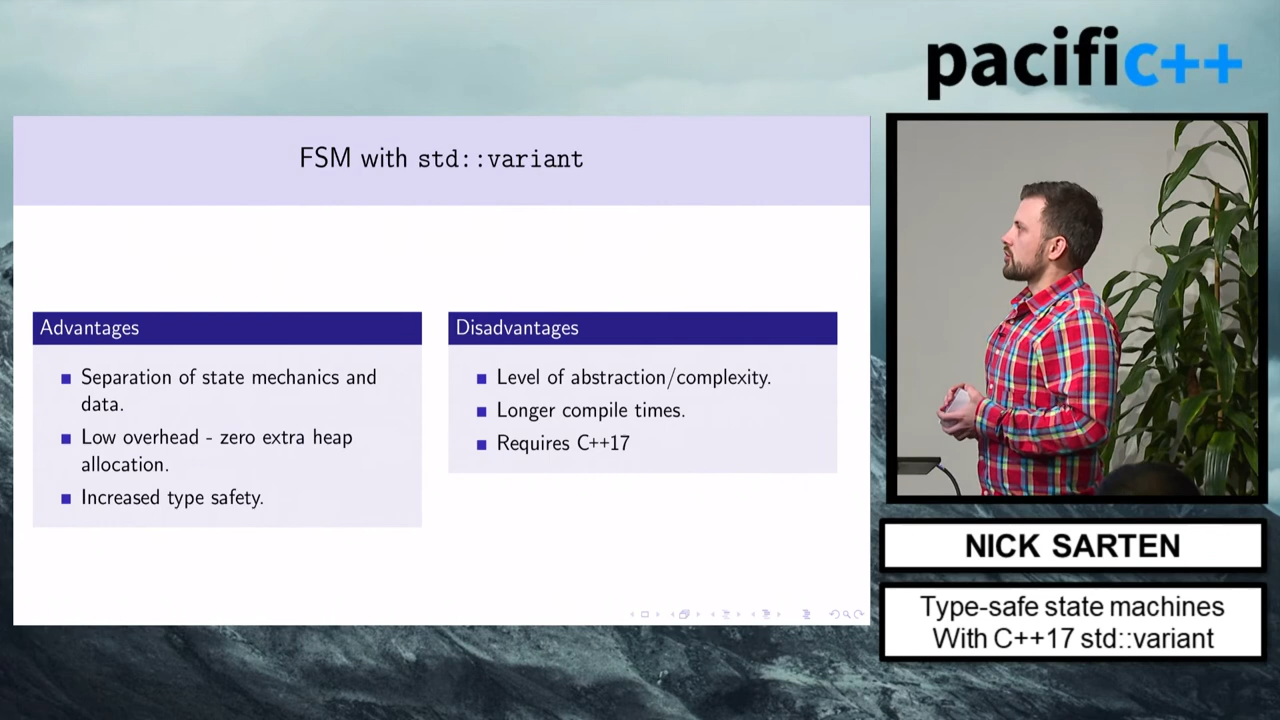 pacific++
FSM with std::variant
Advantages
Separation of state mechanics and
data.
Low overhead - zero extra heap
allocation.
Increased type safety.
Disadvantages
Level of abstraction/complexity.
Longer compile times.
Requires C++17
NICK SARTEN
Type-safe state machines
With C++17 std::variant